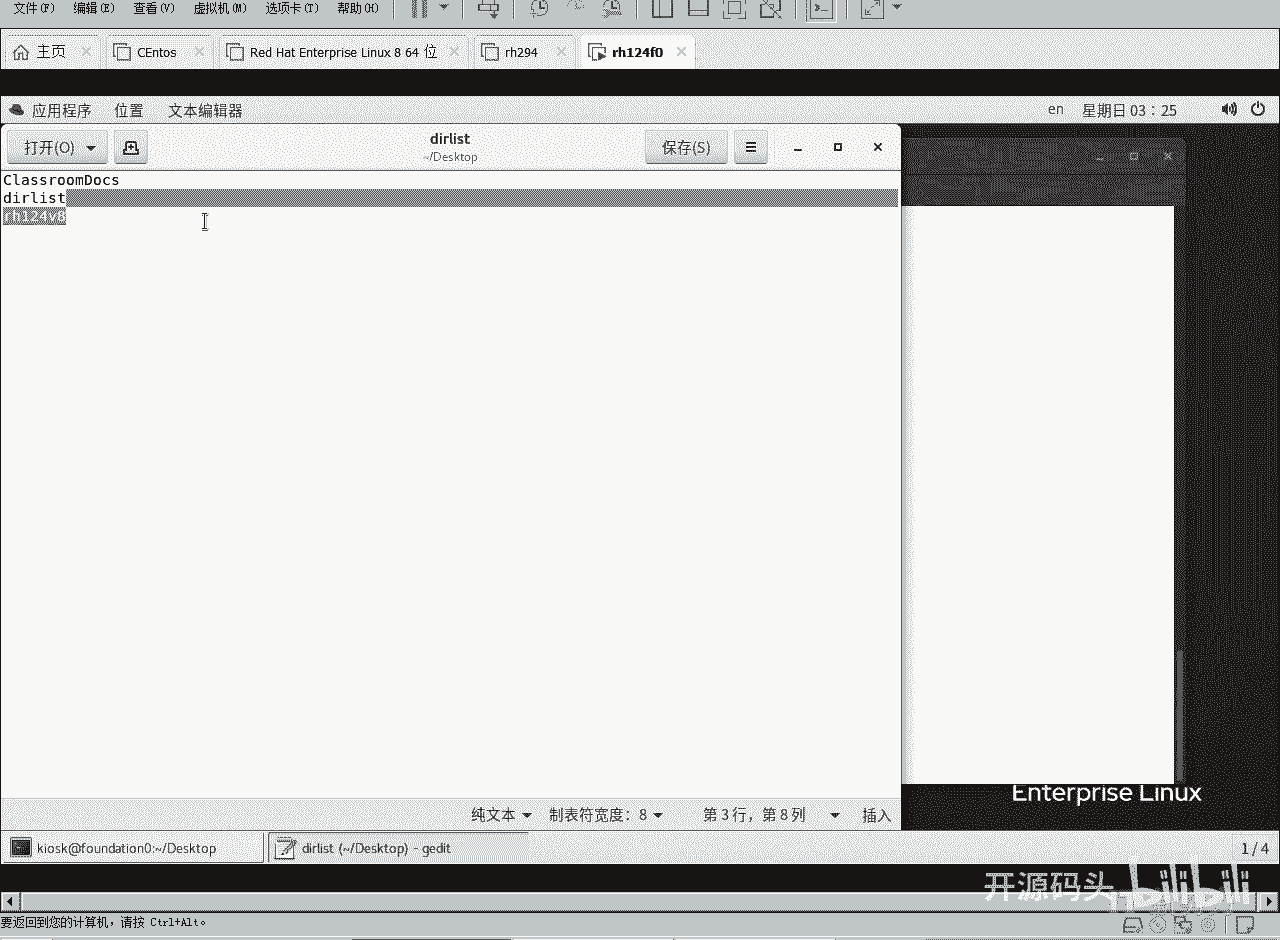 文件(F) 编辑(E) 查看(V) 虚拟机(M) 选项卡(T) 帮助(H)
主页 CEntos Red Hat Enterprise Linux 8 64 位 rh294 rh124f0
应用程序 位置 文本编辑器 en 星期日 03：25
打开(O) dirlist 保存(S)
~/Desktop
ClassroomDocs
dirlist
rh124v8
Enterprise Linux
纯文本 制表符宽度：8 第 3 行，第 8 列 插入
kiosk@foundation0:~/Desktop dirlist (~/Desktop) - gedit 1 / 4
开源码头 bilibili
要返回到您的计算机，请按 Ctrl+Alt。